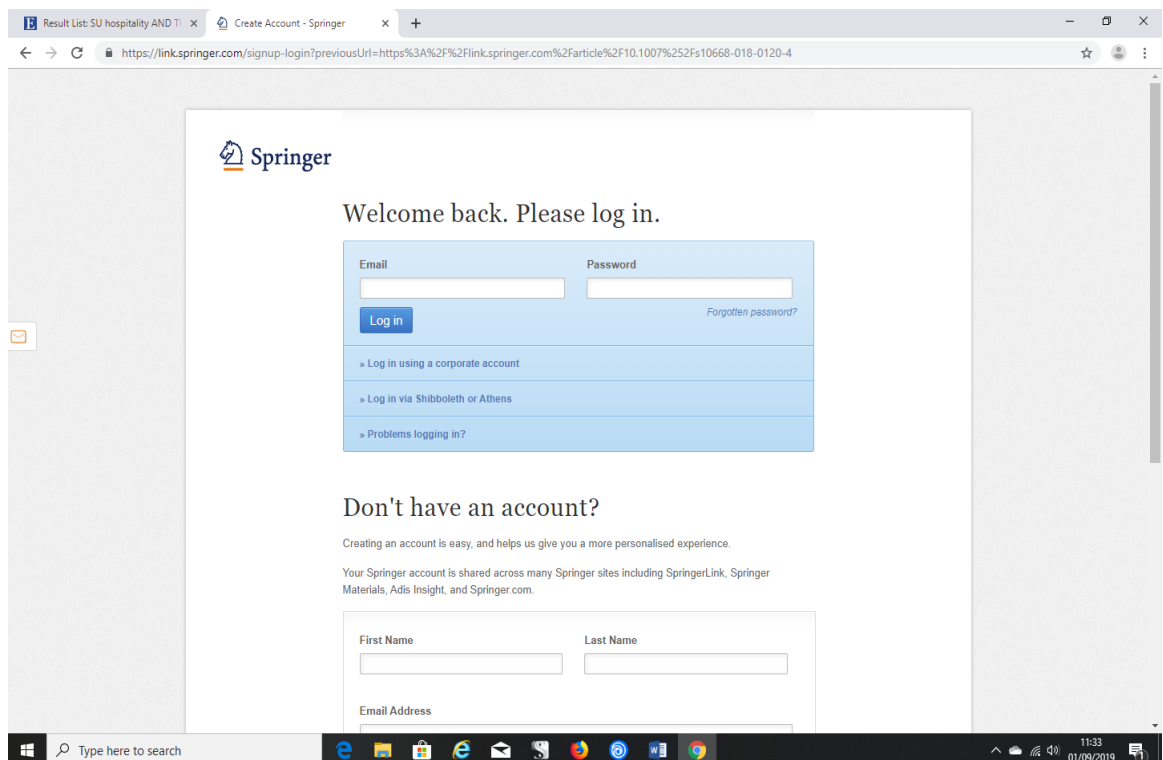 Result List: SU hospitality AND Tl
Create Account - Springer
https://link.springer.com/signup-login?previousUrl=https%3A%2F%2Flink.springer.com%2Farticle%2F10.1007%252Fs10668-018-0120-4
Springer
Welcome back. Please log in.
Email Password
Log in Forgotten password?
» Log in using a corporate account
» Log in via Shibboleth or Athens
» Problems logging in?
Don't have an account?
Creating an account is easy, and helps us give you a more personalised experience.
Your Springer account is shared across many Springer sites including SpringerLink, Springer
Materials, Adis Insight, and Springer.com.
First Name Last Name
Email Address
Type here to search
11:33
01/09/2019